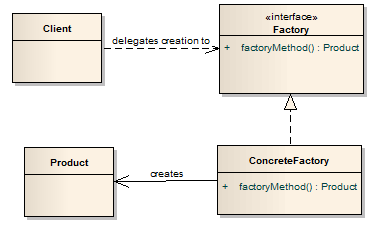 Client
delegates creation to
«interface»
Factory
+ factoryMethod() : Product
Product
creates
ConcreteFactory
+ factoryMethod() : Product